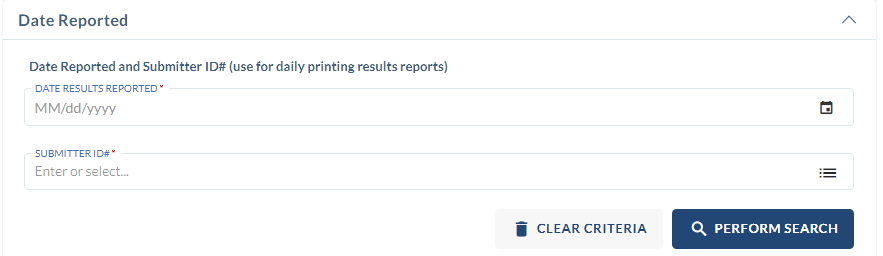 Date Reported
Date Reported and Submitter ID# (use for daily printing results reports)
DATE RESULTS REPORTED *
MM/dd/yyyy
SUBMITTER ID# *
Enter or select...
CLEAR CRITERIA
PERFORM SEARCH